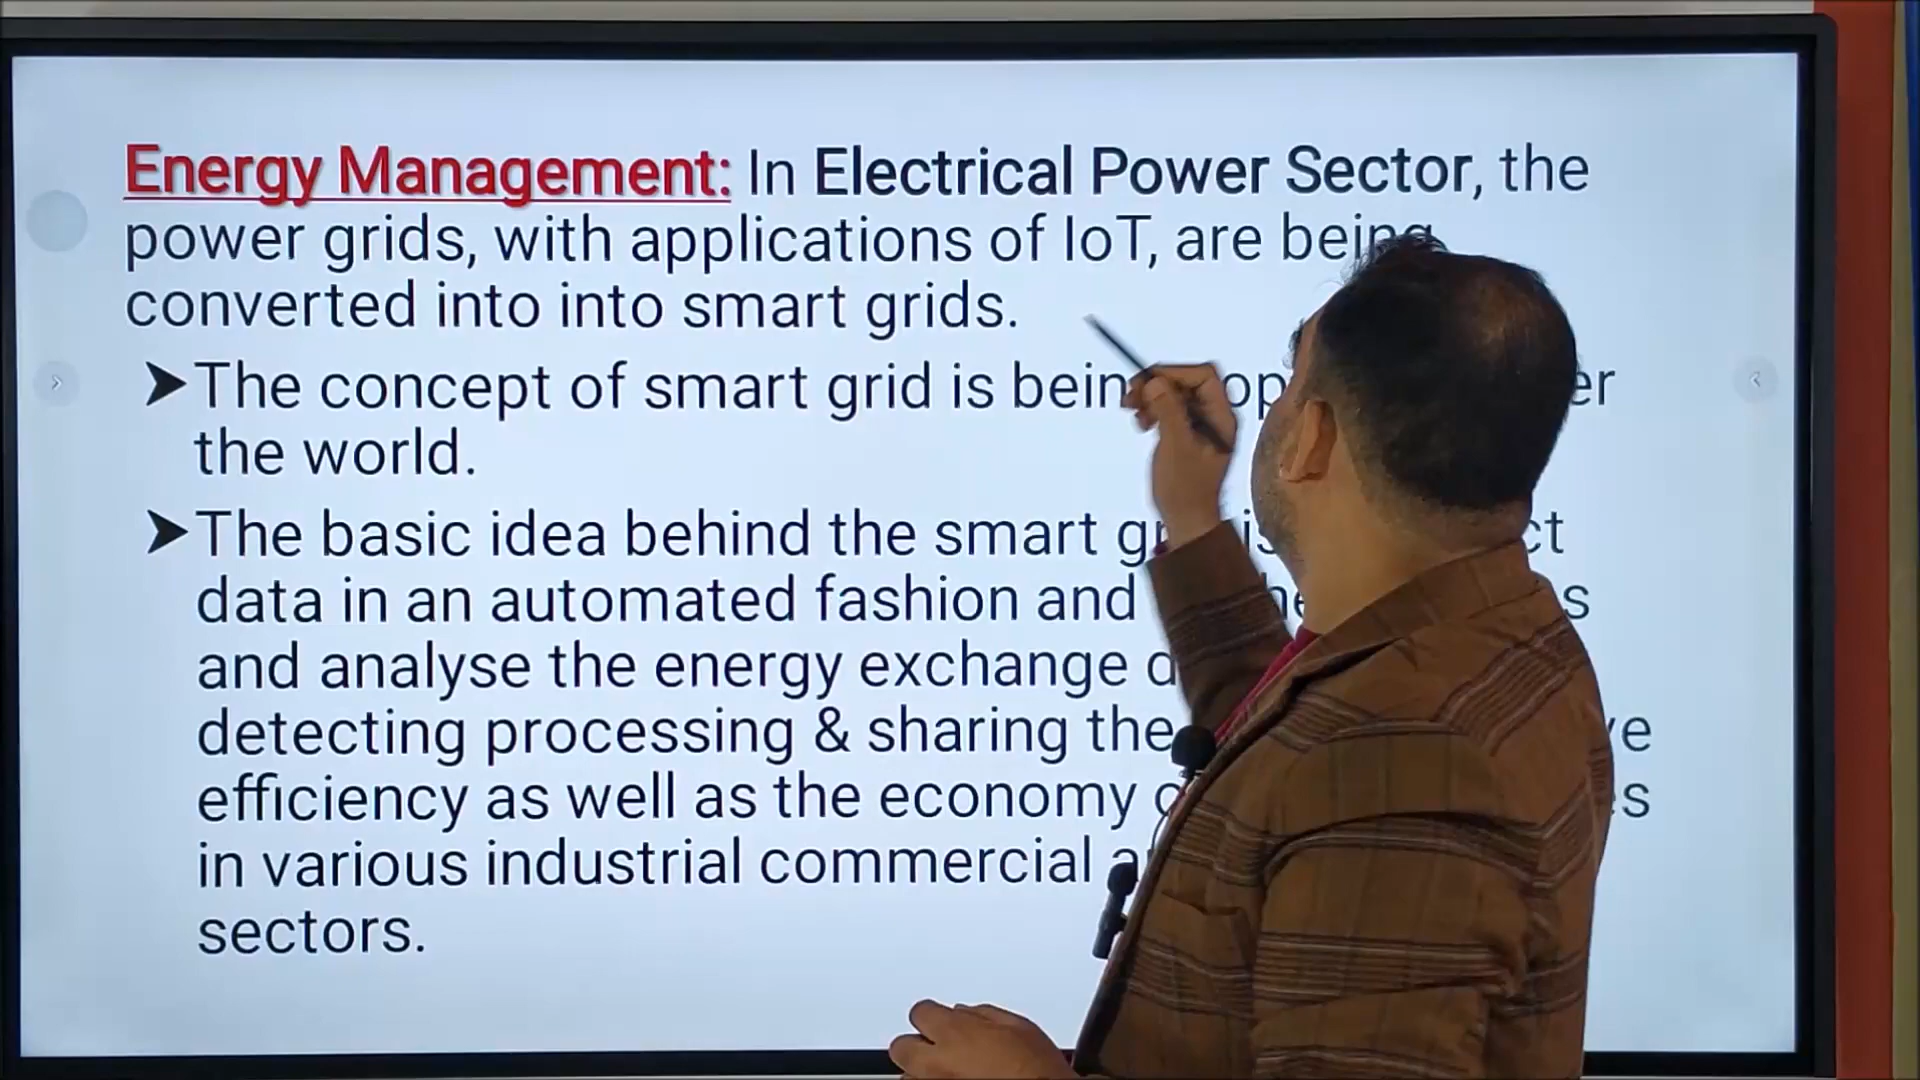 Energy Management: In Electrical Power Sector, the
power grids, with applications of IoT, are being
converted into into smart grids.
➤The concept of smart grid is being
the world.
➤The basic idea behind the smart
data in an automated fashion and
and analyse the energy exchange
detecting processing & sharing the
efficiency as well as the economy
in various industrial commercial
sectors.